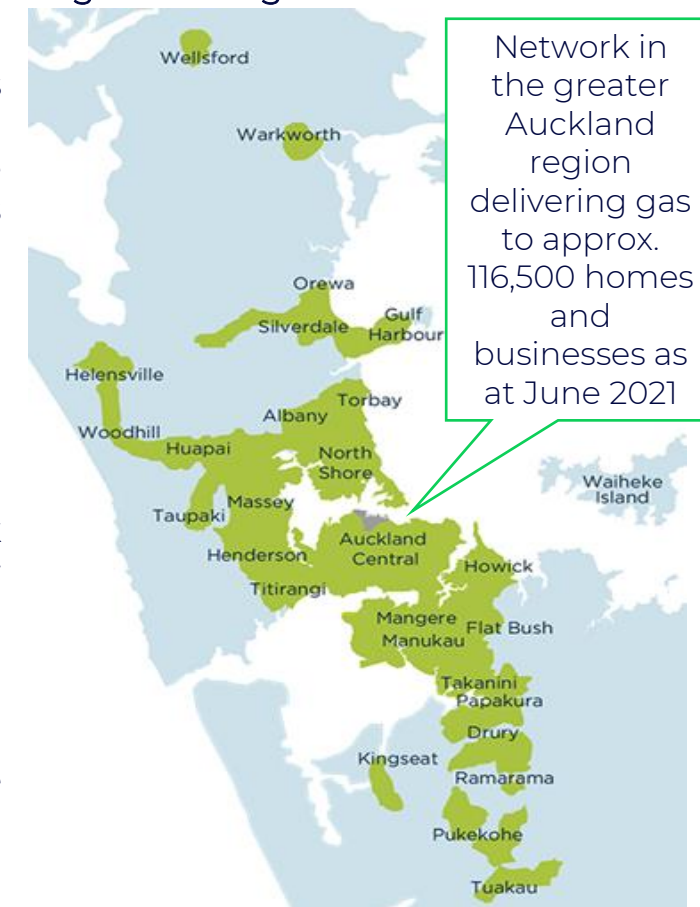 Wellsford
Warkworth
Network in
the greater
Auckland
region
delivering gas
to approx.
116,500 homes
and
businesses as
at June 2021
Orewa
Silverdale
Gulf
Harbour
Helensville
Torbay
Albany
Woodhill
Huapai
North
Shore
Waiheke
Island
Massey
Taupaki
Auckland
Central
Henderson
Howick
Titirangi
Mangere
Manukau
Flat Bush
Takanini
Papakura
Drury
Kingseat
Ramarama
Pukekohe
Tuakau